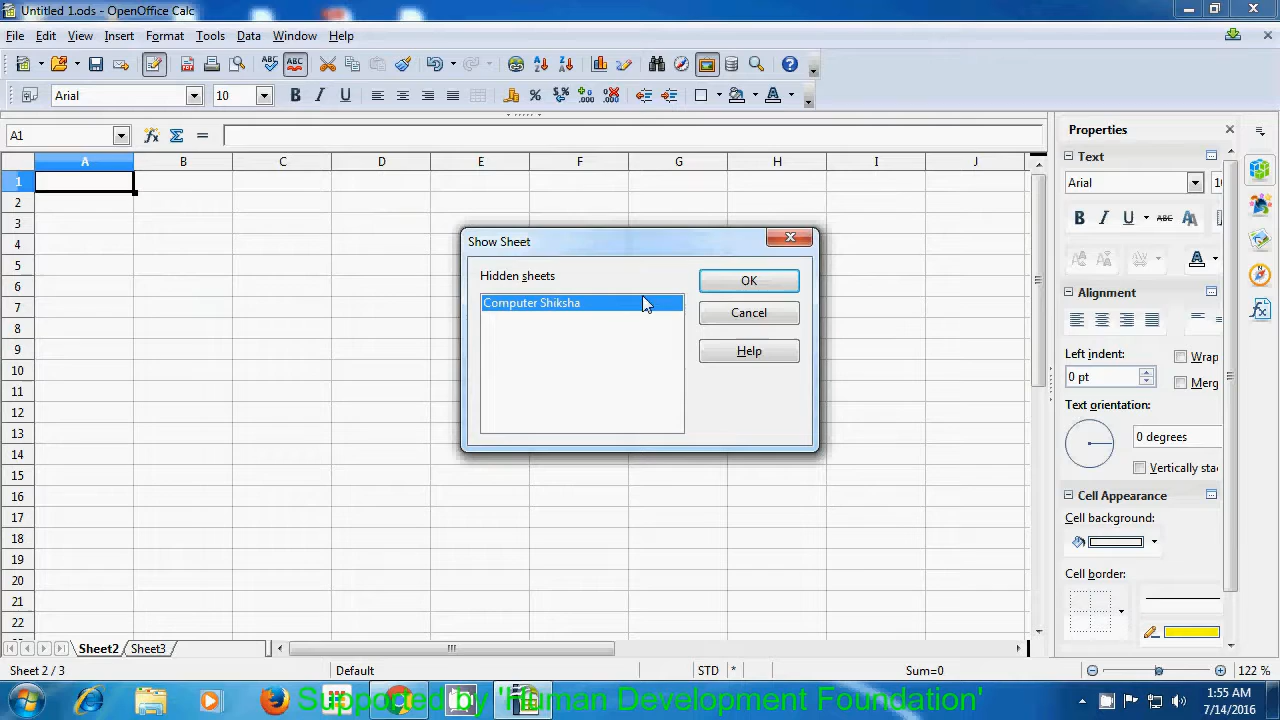 Untitled 1.ods - OpenOffice Calc
File Edit View Insert Format Tools Data Window Help
Arial 10
A1
A B C D E F G H I J
1
2
3
4
5
6
7
8
9
10
11
12
13
14
15
16
17
18
19
20
21
22
Show Sheet
Hidden sheets
Computer Shiksha
OK
Cancel
Help
Properties
Text
Arial
Alignment
Left indent:
Wrap
0 pt
Merg
Text orientation:
0 degrees
Vertically stac
Cell Appearance
Cell background:
Cell border:
Sheet2 Sheet3
Sheet 2 / 3 Default STD * Sum=0 122 %
Supported by 'Human Development Foundation'
1:55 AM
7/14/2016